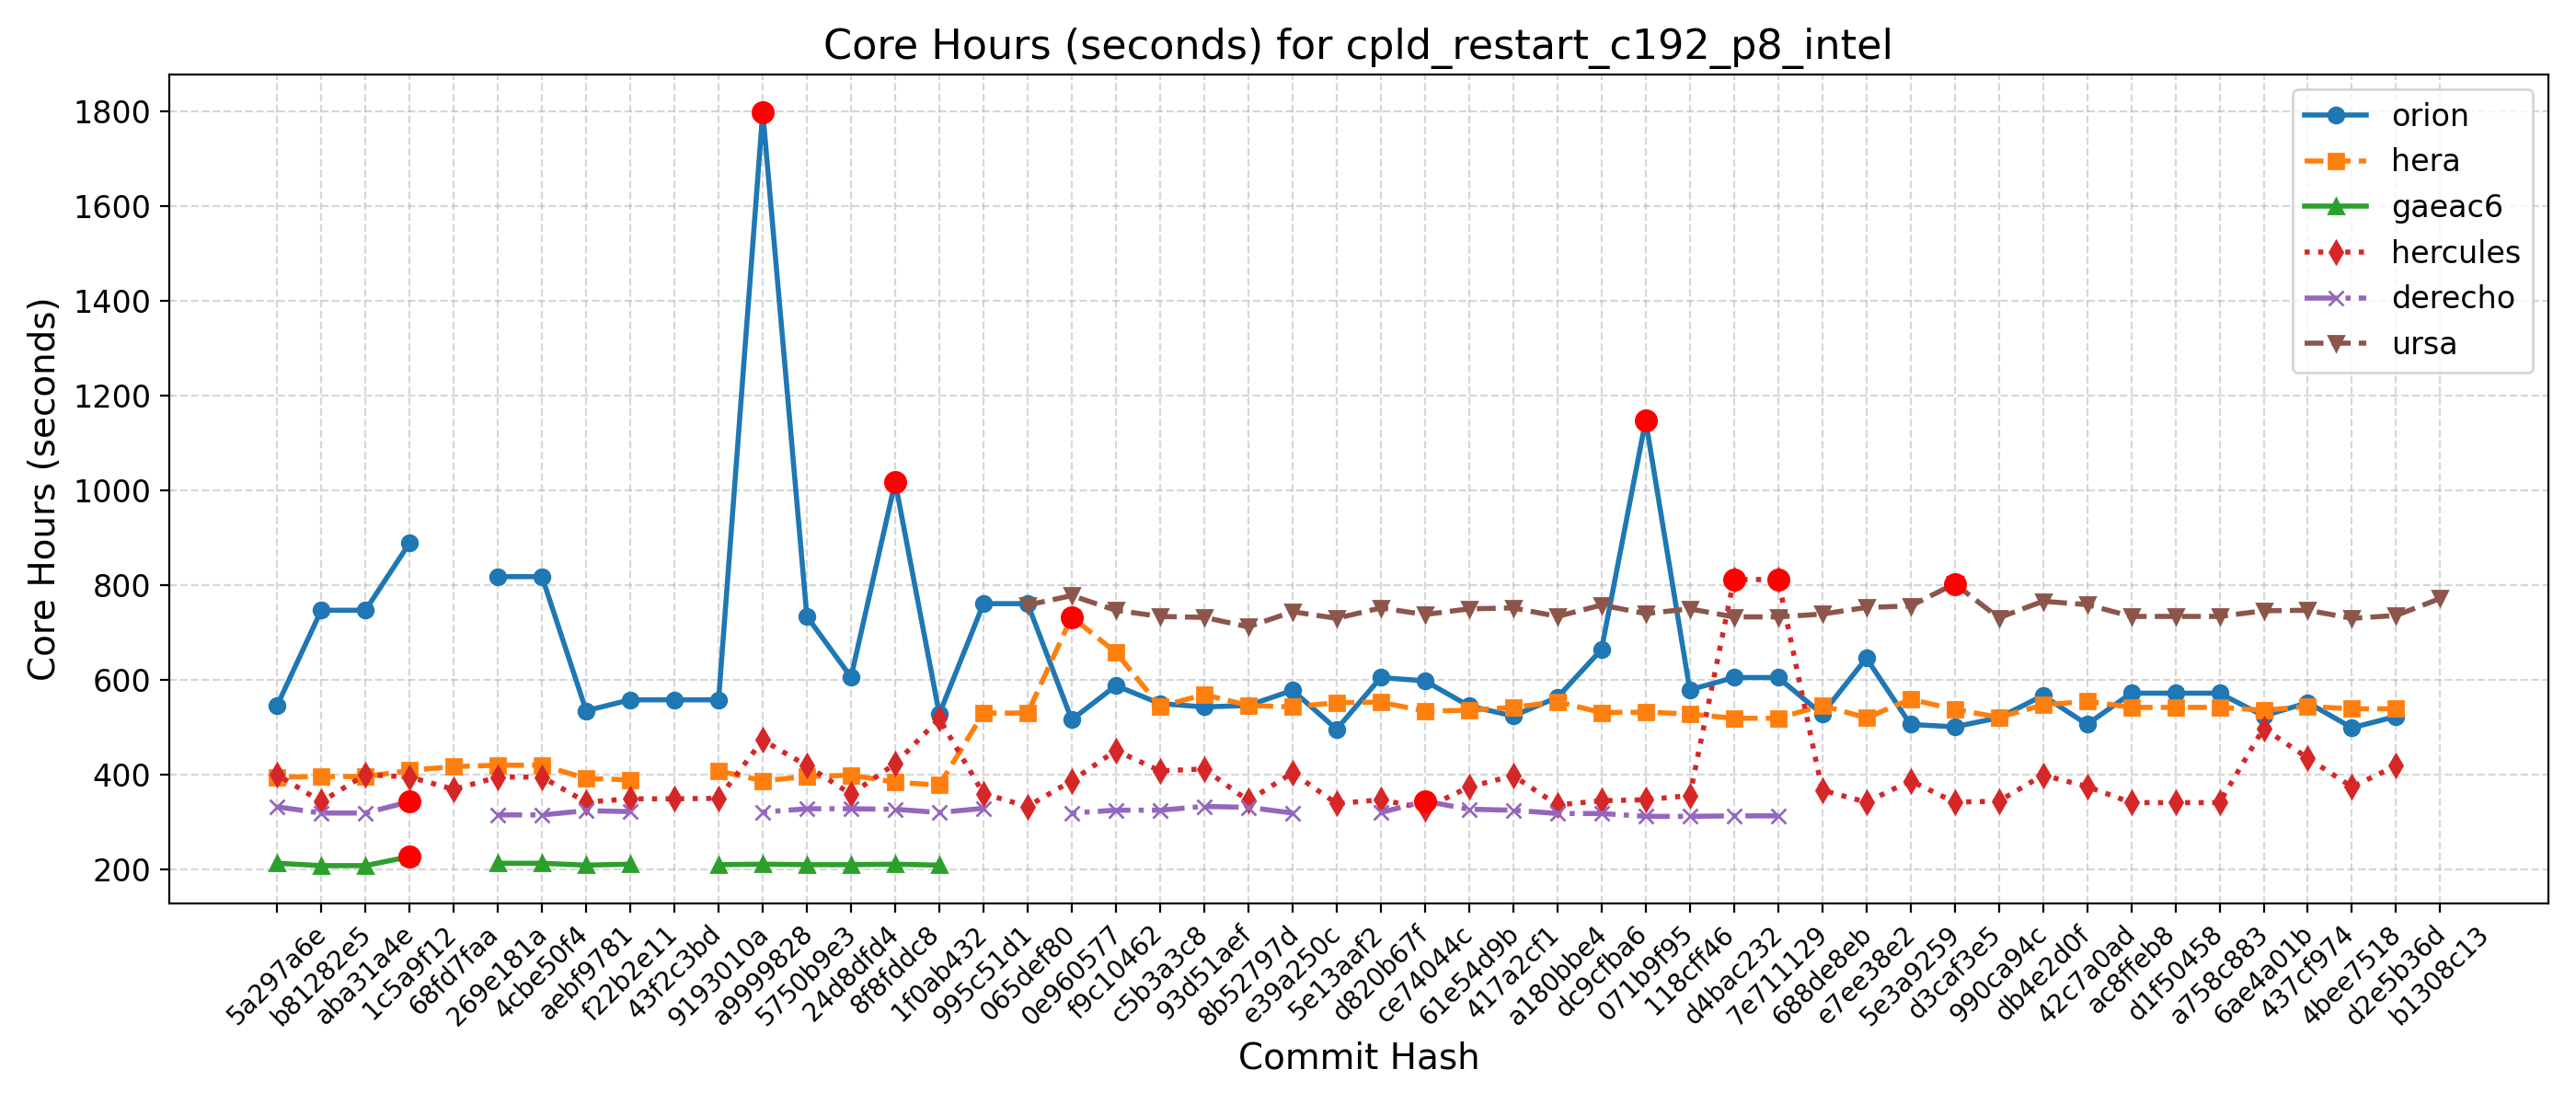 Core Hours (seconds) for cpld_restart_c192_p8_intel
Core Hours (seconds)
1800
1600
1400
1200
1000
800
600
400
200
orion
hera
gaeac6
hercules
derecho
ursa
5a297a6e
b81282e5
aba31a4e
1c5a9f12
68fd7faa
269e181a
4cbe50f4
aebf9781
f22b2e11
43f2c3bd
9193010a
a9999828
5750b9e3
24d8dfd4
8f8fddc8
1f0ab432
995c51d1
065def80
0e960577
f9c10462
c5b3a3c8
93d51aef
8b52797d
e39a250c
5e13aaf2
d820b67f
ce74044c
61e54d9b
417a2cf1
a180bbe4
dc9cfba6
071b9f95
118cff46
d4bac232
7e711129
688de8eb
e7ee38e2
5e3a9259
d3caf3e5
990ca94c
db4e2d0f
42c7a0ad
ac8ffeb8
d1f50458
a758c883
6ae4a01b
437cf974
4bee7518
d2e5b36d
b1308c13
Commit Hash